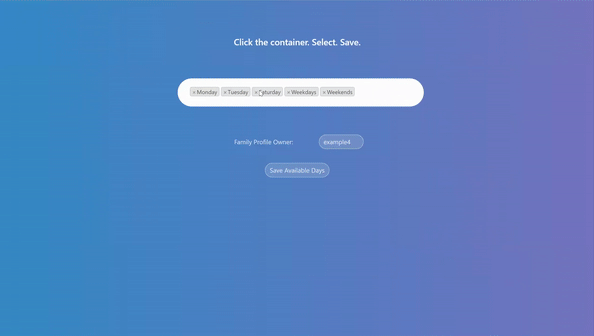 Click the container. Select. Save.
× Monday × Tuesday × Saturday × Weekdays × Weekends
Family Profile Owner: example4
Save Available Days